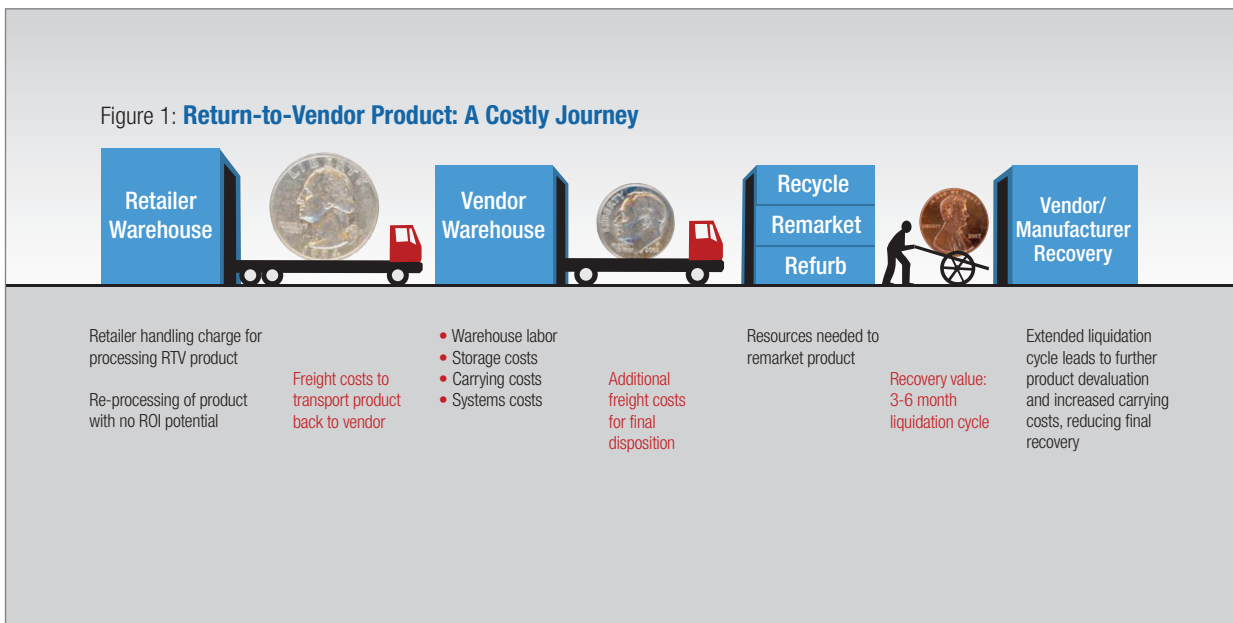 Figure 1: Return-to-Vendor Product: A Costly Journey
Retailer
Warehouse
LIBERTY
Vendor
Warehouse
LIBERTY
Recycle
Remarket
Refurb
LIBERTY
2007
Vendor/
Manufacturer
Recovery
Retailer handling charge for
processing RTV product
Re-processing of product
with no ROI potential
Freight costs to
transport product
back to vendor
• Warehouse labor
• Storage costs
• Carrying costs
• Systems costs
Additional
freight costs
for final
disposition
Resources needed to
remarket product
Recovery value:
3-6 month
liquidation cycle
Extended liquidation
cycle leads to further
product devaluation
and increased carrying
costs, reducing final
recovery